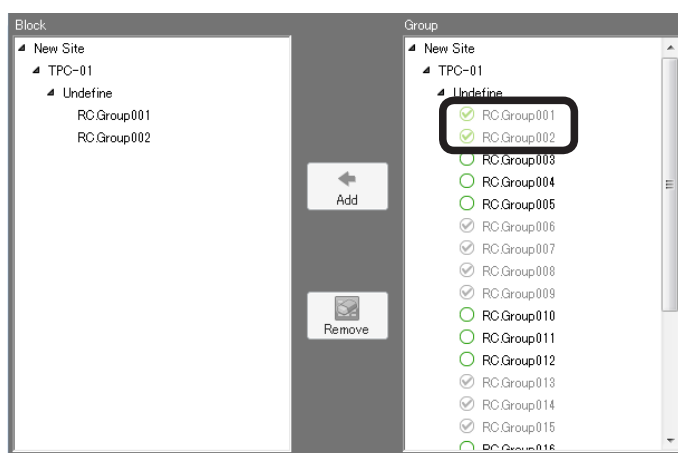 Block
New Site
TPC-01
Undefine
RC.Group001
RC.Group002
Add
Remove
Group
New Site
TPC-01
Undefine
RC.Group001
RC.Group002
RC.Group003
RC.Group004
RC.Group005
RC.Group006
RC.Group007
RC.Group008
RC.Group009
RC.Group010
RC.Group011
RC.Group012
RC.Group013
RC.Group014
RC.Group015
RC.Group016